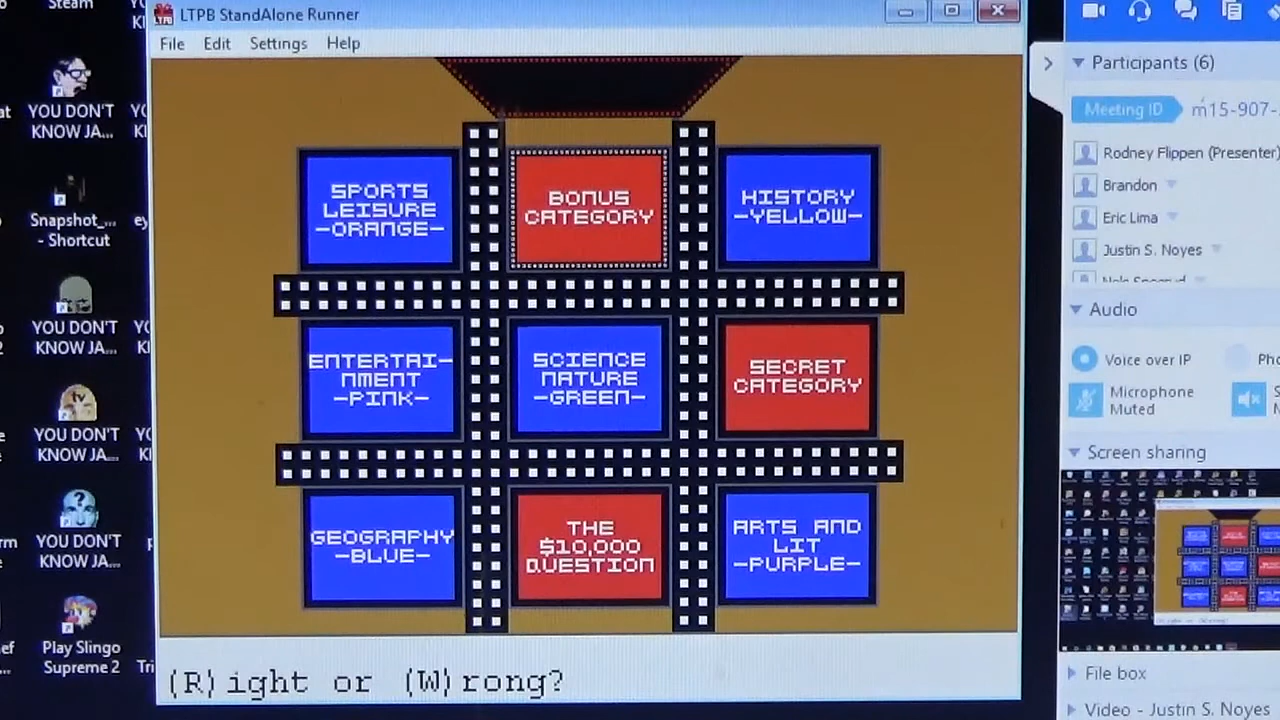 Steam
LTPB StandAlone Runner
File Edit Settings Help
YOU DON'T
KNOW JA...
Snapshot_...
- Shortcut
YOU DON'T
KNOW JA...
YOU DON'T
KNOW JA...
YOU DON'T
KNOW JA...
Play Slingo
Supreme 2
SPORTS
LEISURE
-ORANGE-
BONUS
CATEGORY
HISTORY
-YELLOW-
ENTERTAI-
NMENT
-PINK-
SCIENCE
NATURE
-GREEN-
SECRET
CATEGORY
GEOGRAPHY
-BLUE-
THE
$10,000
QUESTION
ARTS AND
LIT
-PURPLE-
(R)ight or (W)rong?
Participants (6)
Meeting ID m15-907-
Rodney Flippen (Presenter)
Brandon
Eric Lima
Justin S. Noyes
Audio
Voice over IP
Microphone
Muted
Screen sharing
File box
Video - Justin S. Noyes